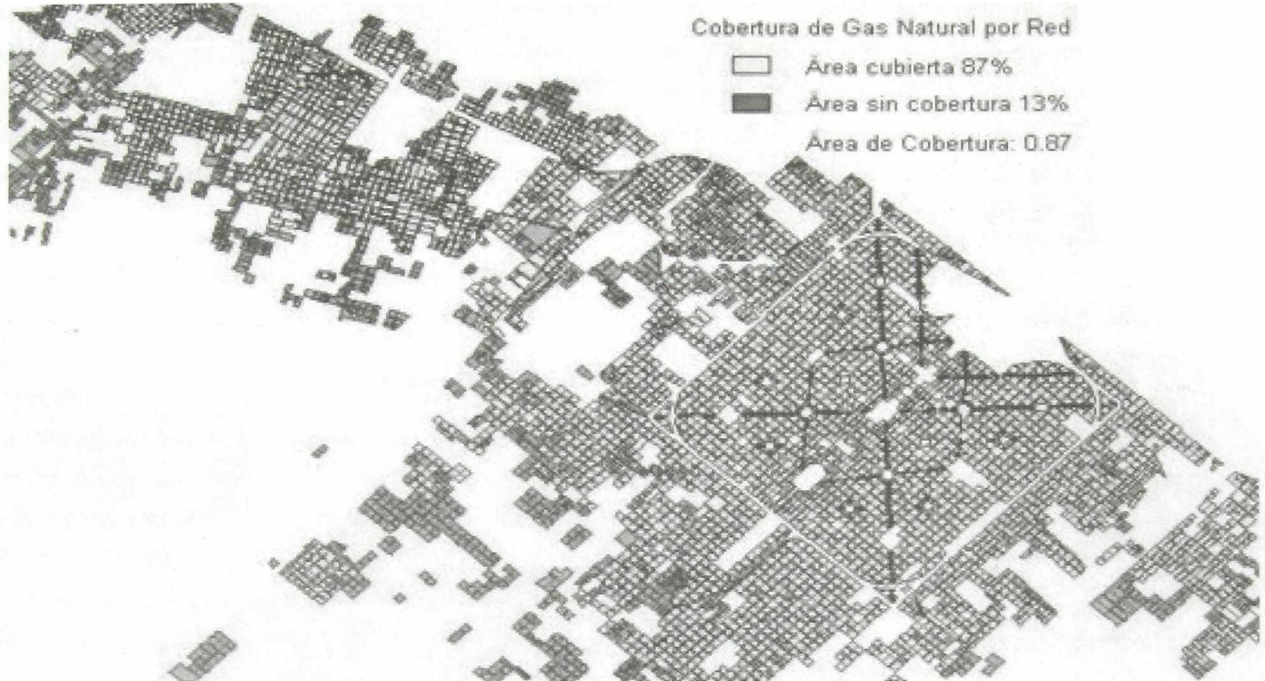 Cobertura de Gas Natural por Red
Área cubierta 87%
Área sin cobertura 13%
Área de Cobertura: 0.87